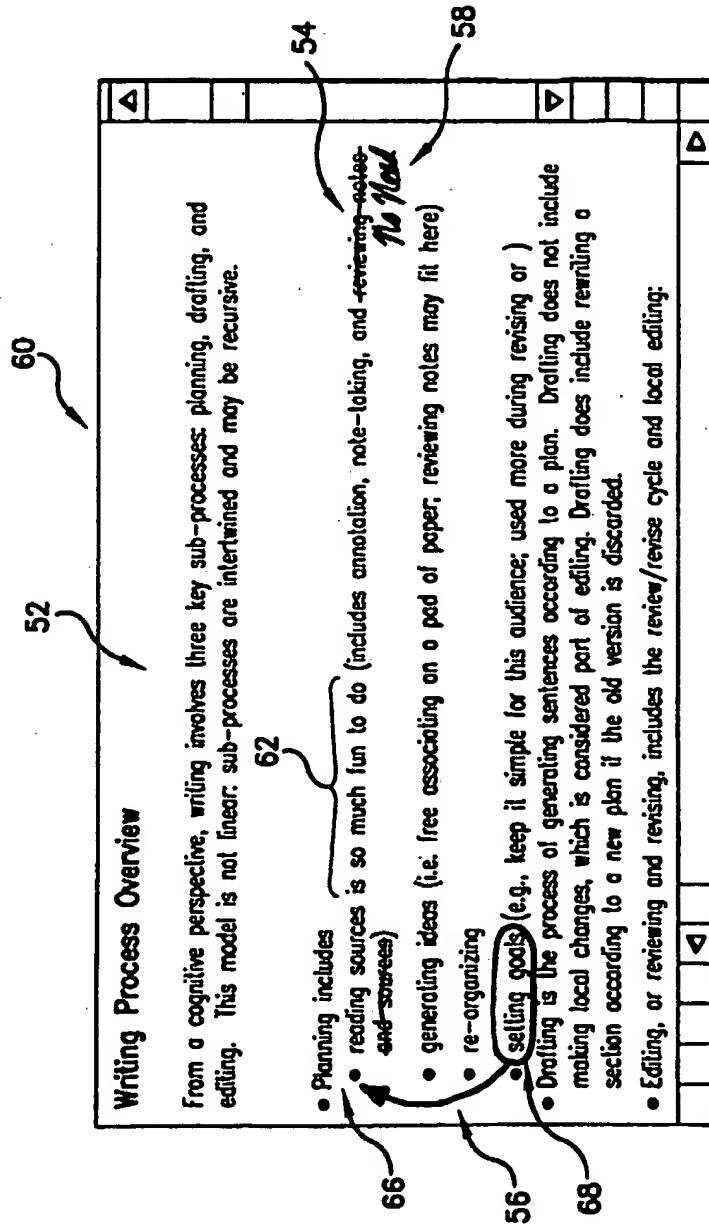 60
52
54
58
Writing Process Overview
From a cognitive perspective, writing involves three key sub-processes: planning, drafting, and
editing. This model is not linear: sub-processes are intertwined and may be recursive.
62
• Planning includes
• reading sources is so much fun to do (includes annotation, note-taking, and reviewing notes
and sources)
No Need
• generating ideas (i.e. free associating on a pad of paper; reviewing notes may fit here)
• re-organizing
• setting goals (e.g., keep it simple for this audience; used more during revising or )
• Drafting is the process of generating sentences according to a plan. Drafting does not include
making local changes, which is considered part of editing. Drafting does include rewriting a
section according to a new plan if the old version is discarded.
• Editing, or reviewing and revising, includes the review/revise cycle and local editing:
66
56
68